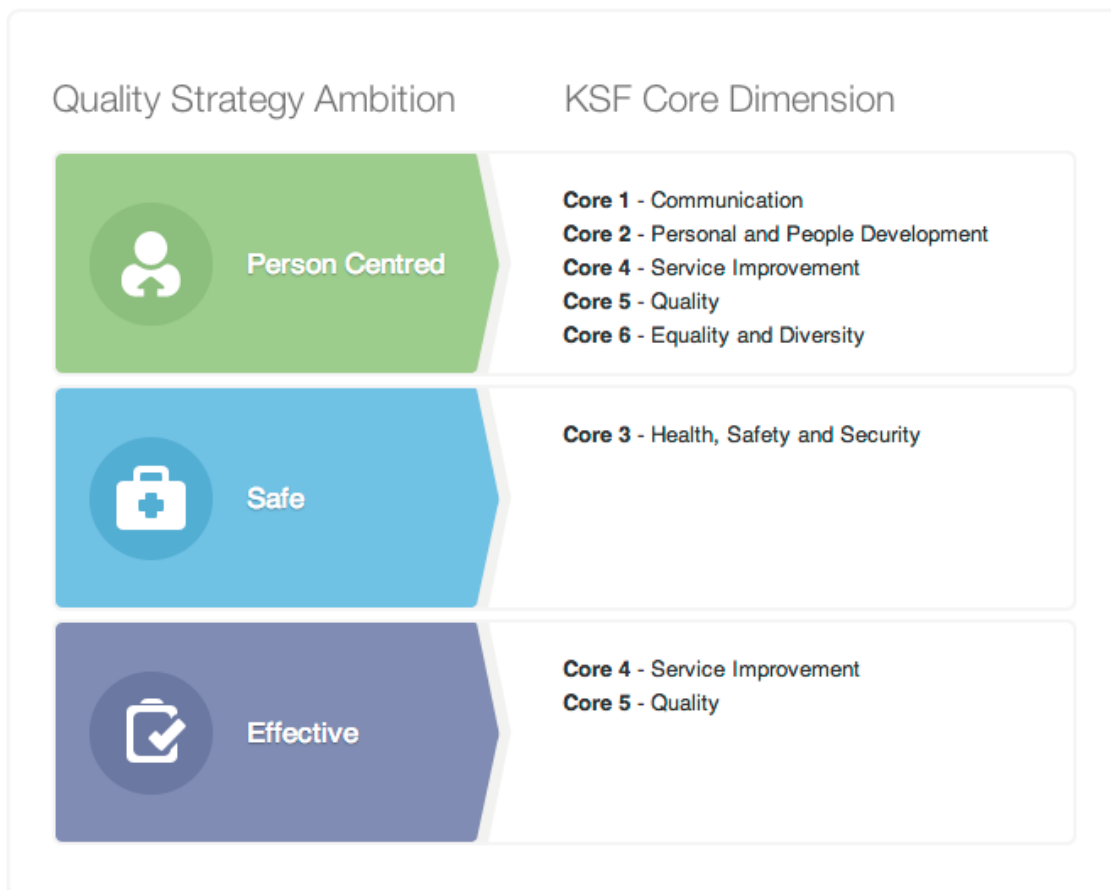 Quality Strategy Ambition
KSF Core Dimension
Person Centred
Core 1 - Communication
Core 2 - Personal and People Development
Core 4 - Service Improvement
Core 5 - Quality
Core 6 - Equality and Diversity
Safe
Core 3 - Health, Safety and Security
Effective
Core 4 - Service Improvement
Core 5 - Quality